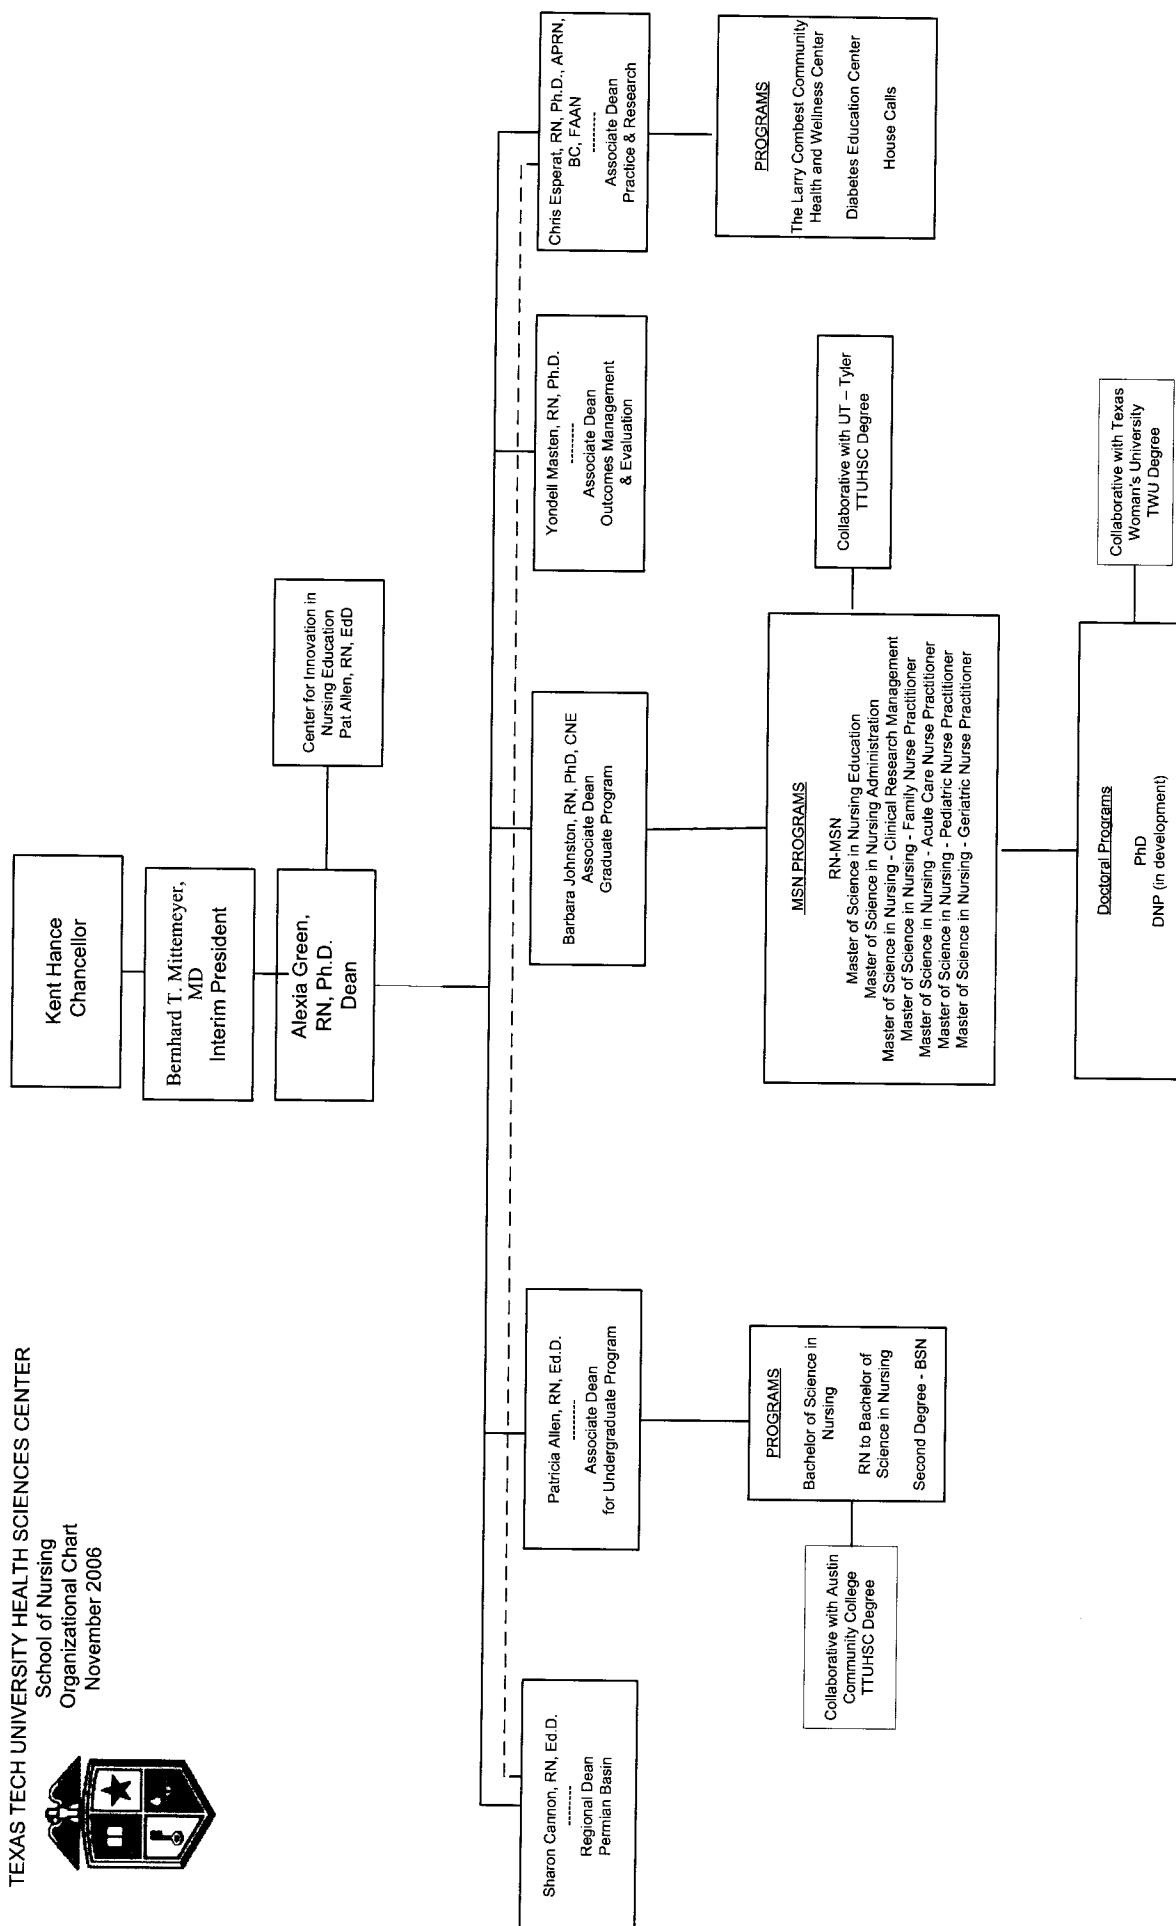 TEXAS TECH UNIVERSITY HEALTH SCIENCES CENTER
School of Nursing
Organizational Chart
November 2006
Kent Hance
Chancellor
Bernhard T. Mittemeyer,
MD
Interim President
Alexia Green,
RN, Ph.D.
Dean
Center for Innovation in
Nursing Education
Pat Allen, RN, EdD
Sharon Cannon, RN, Ed.D.
--------
Regional Dean
Permian Basin
Patricia Allen, RN, Ed.D.
--------
Associate Dean
for Undergraduate Program
Barbara Johnston, RN, PhD, CNE
Associate Dean
Graduate Program
Yondell Masten, RN, Ph.D.
--------
Associate Dean
Outcomes Management
& Evaluation
Chris Esperat, RN, Ph.D., APRN,
BC, FAAN
--------
Associate Dean
Practice & Research
Collaborative with Austin
Community College
TTUHSC Degree
PROGRAMS
Bachelor of Science in
Nursing
RN to Bachelor of
Science in Nursing
Second Degree - BSN
MSN PROGRAMS
RN-MSN
Master of Science in Nursing Education
Master of Science in Nursing Administration
Master of Science in Nursing - Clinical Research Management
Master of Science in Nursing - Family Nurse Practitioner
Master of Science in Nursing - Acute Care Nurse Practitioner
Master of Science in Nursing - Pediatric Nurse Practitioner
Master of Science in Nursing - Geriatric Nurse Practitioner
Collaborative with UT – Tyler
TTUHSC Degree
PROGRAMS
The Larry Combest Community
Health and Wellness Center
Diabetes Education Center
House Calls
Doctoral Programs
PhD
DNP (in development)
Collaborative with Texas
Woman's University
TWU Degree